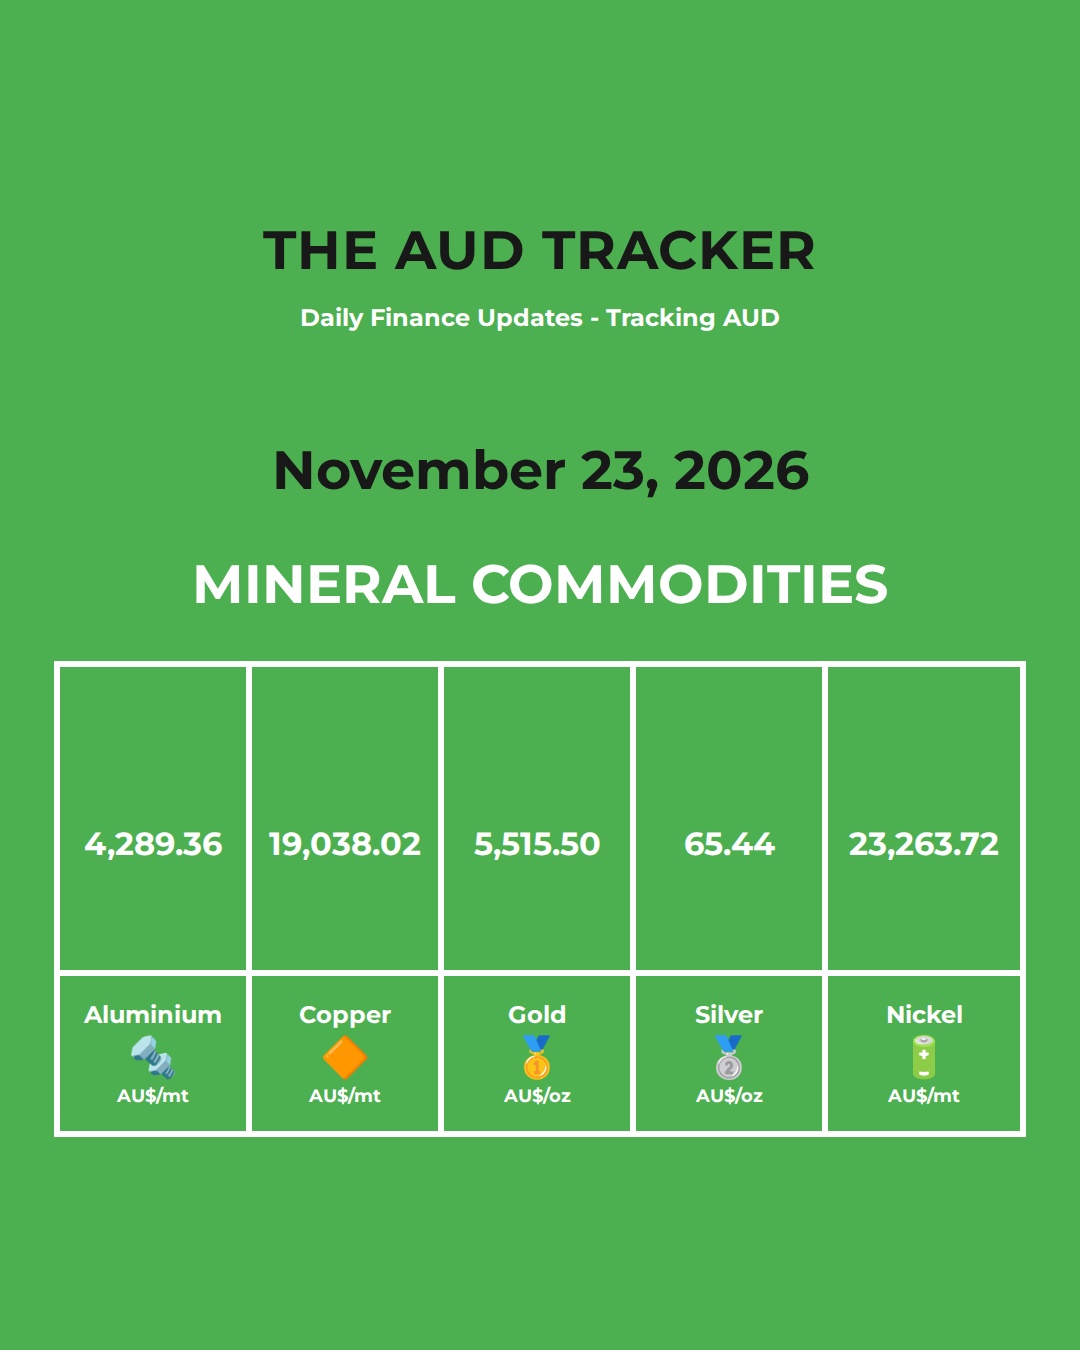 THE AUD TRACKER
Daily Finance Updates - Tracking AUD
November 23, 2026
MINERAL COMMODITIES
4,289.36 19,038.02 5,515.50 65.44 23,263.72
Aluminium Copper Gold Silver Nickel
AU$/mt AU$/mt AU$/oz AU$/oz AU$/mt